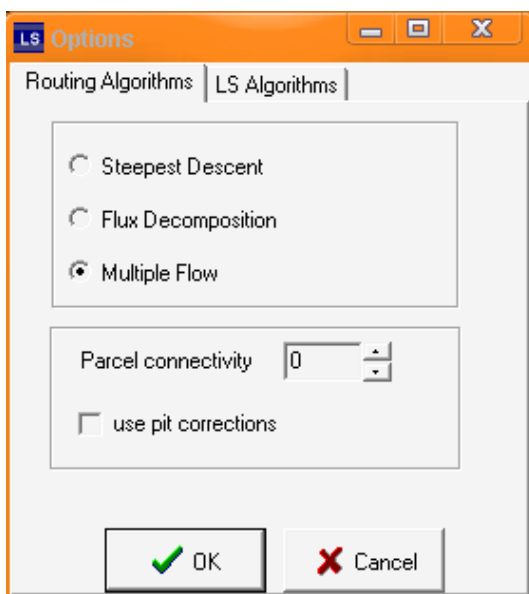 LS Options
Routing Algorithms LS Algorithms
Steepest Descent
Flux Decomposition
Multiple Flow
Parcel connectivity 0
use pit corrections
OK Cancel